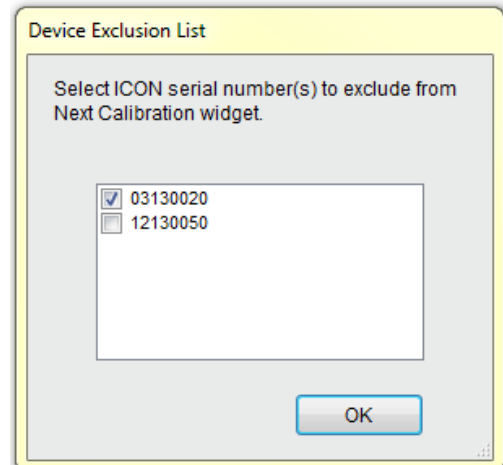 Device Exclusion List
Select ICON serial number(s) to exclude from
Next Calibration widget.
03130020
12130050
OK